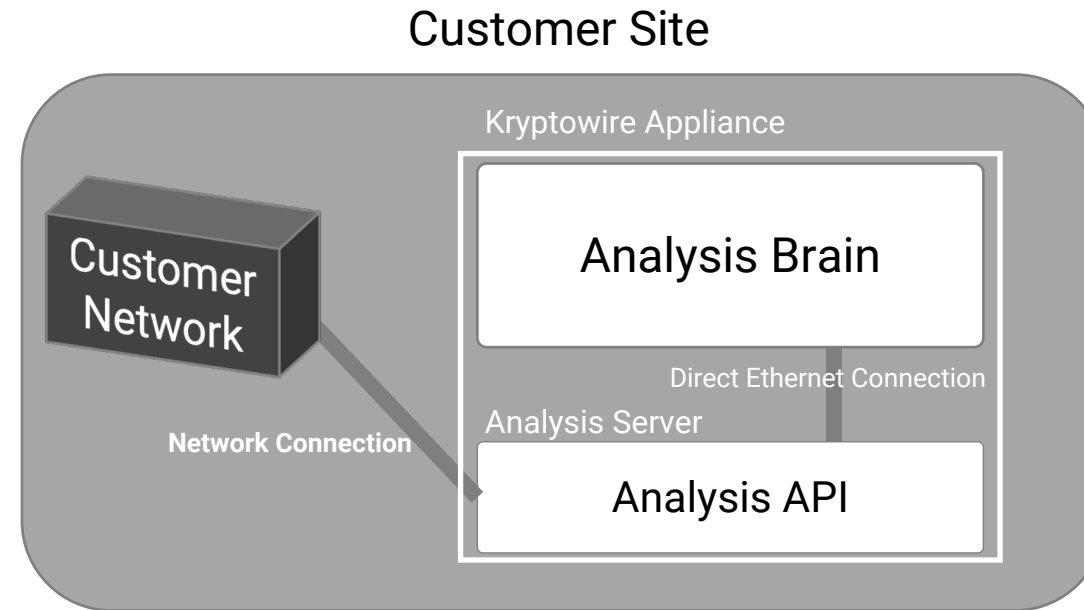 Customer Site
Kryptowire Appliance
Customer
Network
Analysis Brain
Direct Ethernet Connection
Network Connection
Analysis Server
Analysis API